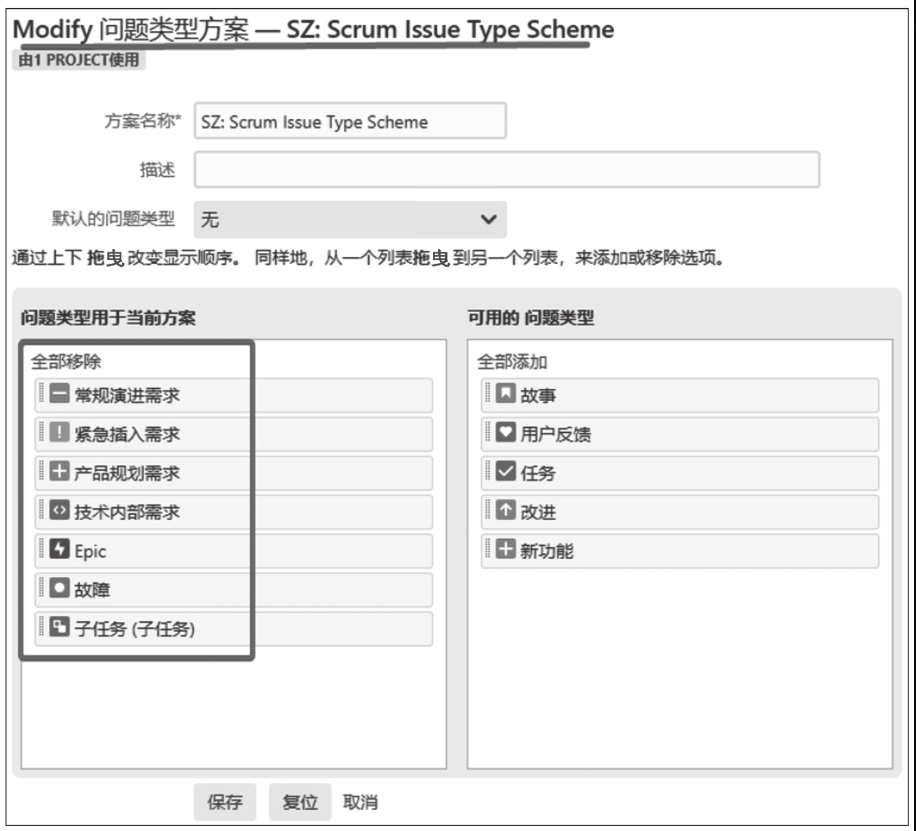 Modify 问题类型方案 — SZ: Scrum Issue Type Scheme
由1 PROJECT使用
方案名称* SZ: Scrum Issue Type Scheme
描述
默认的问题类型 无
通过上下 拖曳 改变显示顺序。 同样地，从一个列表拖曳 到另一个列表，来添加或移除选项。
问题类型用于当前方案
全部移除
常规演进需求
紧急插入需求
产品规划需求
技术内部需求
Epic
故障
子任务 (子任务)
可用的 问题类型
全部添加
故事
用户反馈
任务
改进
新功能
保存 复位 取消